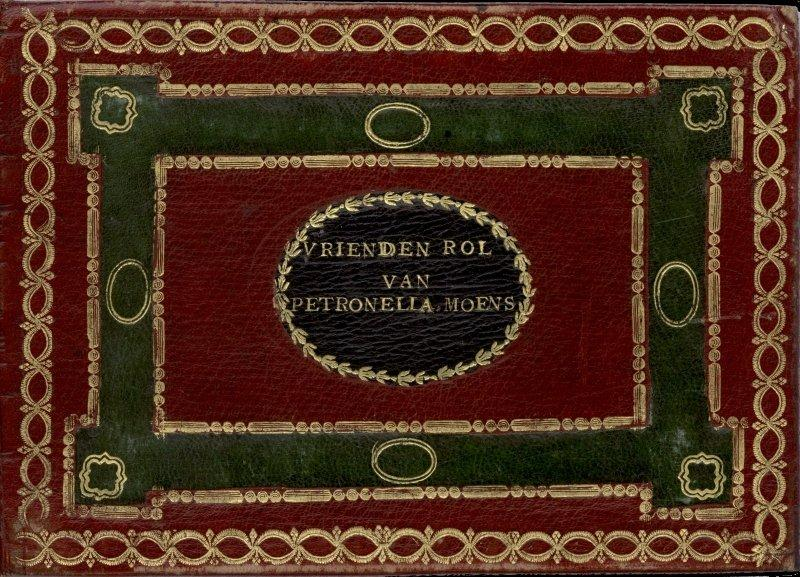 VRIENDEN ROL
VAN
PETRONELLA. MOENS